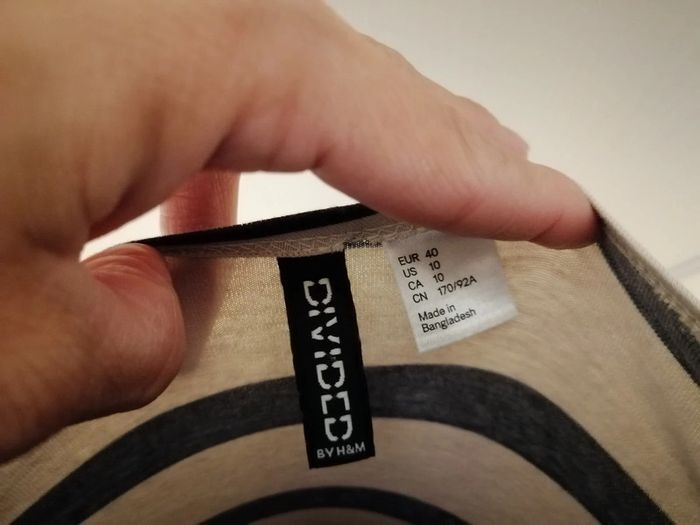 DIVIDED
BY H&M
EUR 40
US 10
CA 10
CN 170/92A
Made in
Bangladesh